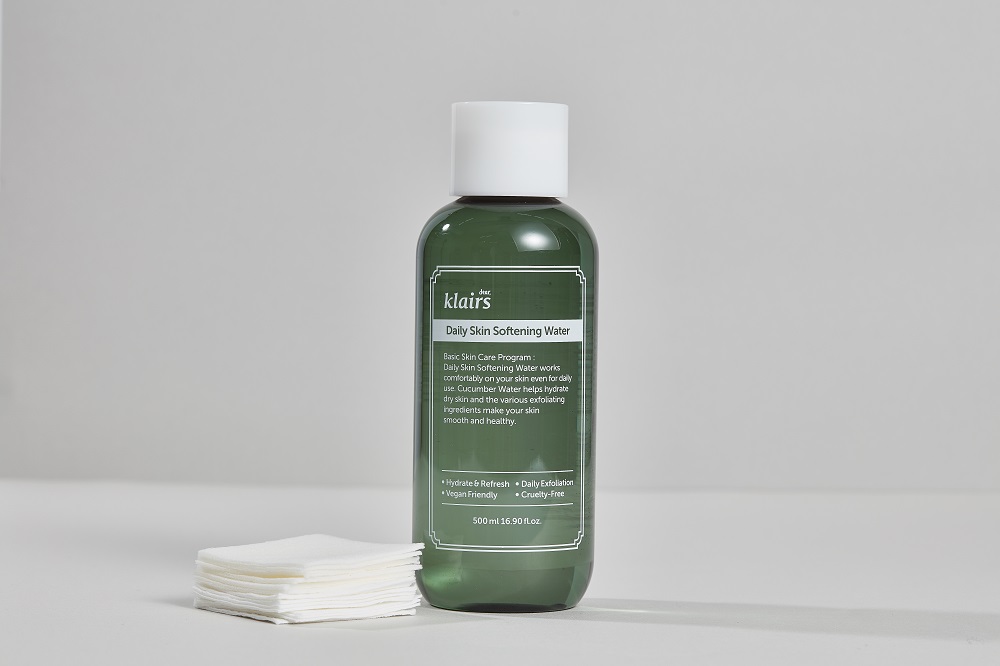 dear,
klairs
Daily Skin Softening Water
Basic Skin Care Program :
Daily Skin Softening Water works
comfortably on your skin even for daily
use. Cucumber Water helps hydrate
dry skin and the various exfoliating
ingredients make your skin
smooth and healthy.
• Hydrate & Refresh • Daily Exfoliation
• Vegan Friendly • Cruelty-Free
500 ml 16.90 fl.oz.